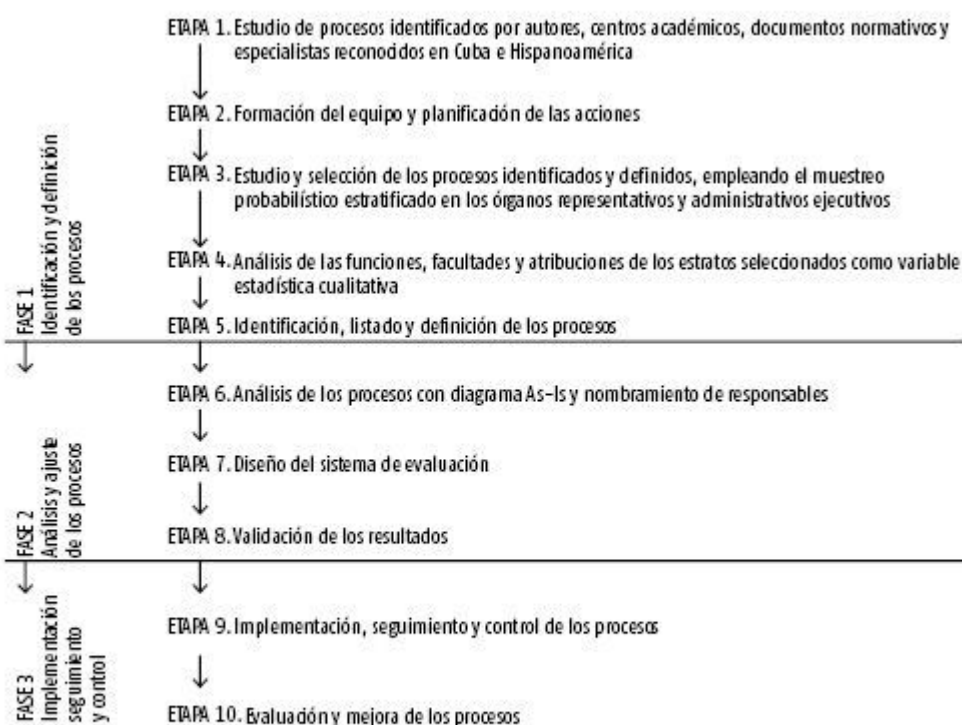 FASE 1
Identificación y definición
de los procesos
ETAPA 1. Estudio de procesos identificados por autores, centros académicos, documentos normativos y
especialistas reconocidos en Cuba e Hispanoamérica
ETAPA 2. Formación del equipo y planificación de las acciones
ETAPA 3. Estudio y selección de los procesos identificados y definidos, empleando el muestreo
probabilístico estratificado en los órganos representativos y administrativos ejecutivos
ETAPA 4. Análisis de las funciones, facultades y atribuciones de los estratos seleccionados como variable
estadística cualitativa
ETAPA 5. Identificación, listado y definición de los procesos
FASE 2
Análisis y ajuste
de los procesos
ETAPA 6. Análisis de los procesos con diagrama As-Is y nombramiento de responsables
ETAPA 7. Diseño del sistema de evaluación
ETAPA 8. Validación de los resultados
FASE 3
Implementación
seguimiento
y control
ETAPA 9. Implementación, seguimiento y control de los procesos
ETAPA 10. Evaluación y mejora de los procesos